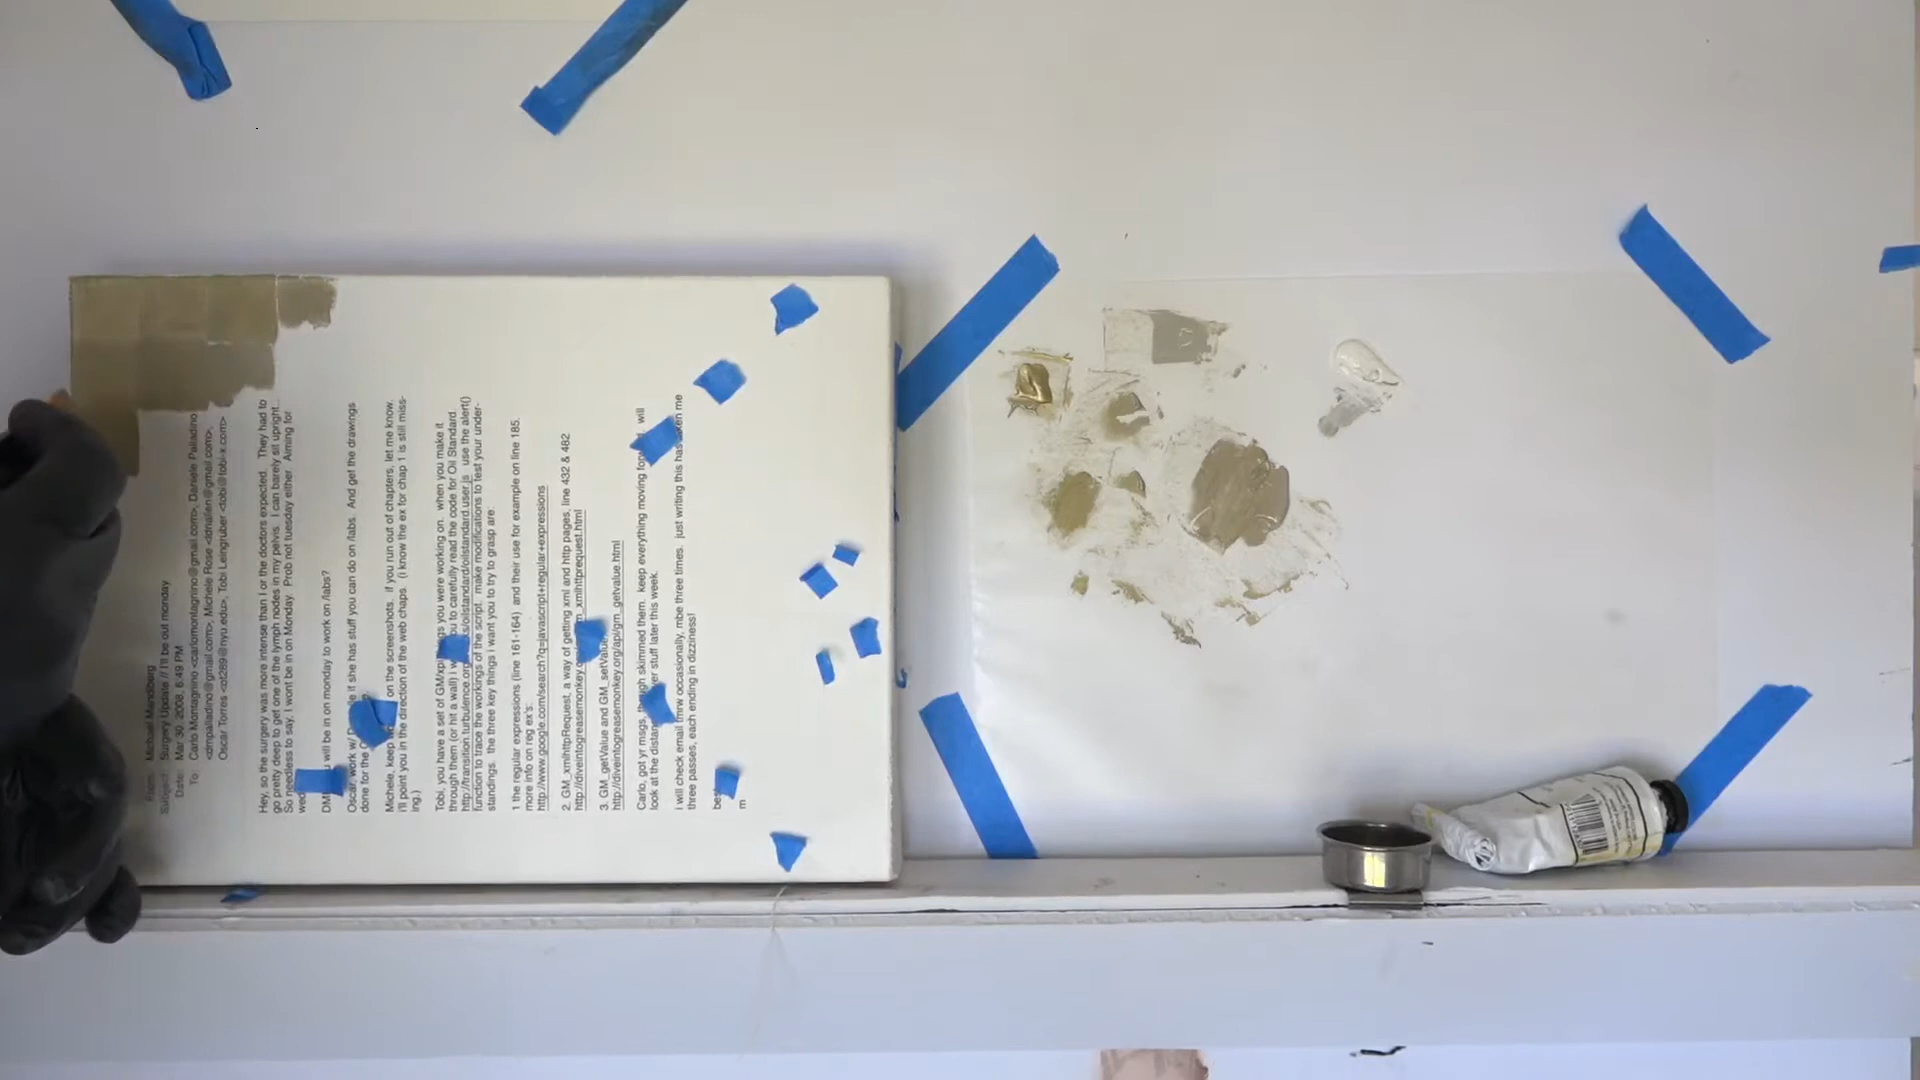 From: Michael Mandiberg
Subject: Surgery Update // I'll be out monday
Date: Mar 30, 2008, 6:49 PM
To: Carlo Montagnino <carlomontagnino@gmail.com>, Daniele Palladino
<dmpalladino@gmail.com>, Michele Rose
Oscar Torres <ot289@nyu.edu>, Tobi Leingruber <tobi@tobi-x.com>
Hey, so the surgery was more intense than I or the doctors expected. They had to
go pretty deep to get one of the lymph nodes in my pelvis. I can barely sit upright.
So needless to say, I wont be in on Monday. Prob not tuesday either. Aiming for
will be in on monday to work on /labs?
Oscar, work w/ if she has stuff you can do on /labs. And get the drawings
done for the
Michele, keep on the screenshots. if you run out of chapters, let me know.
i'll point you in the direction of the web chaps. (i know the ex for chap 1 is still miss-
ing.)
Tobi, you have a set of you were working on. when you make it
through them (or hit a wall) i to carefully read the code for Oil Standard.
use the alert()
function to trace the workings of the script. make modifications to test your under-
standings. the three key things i want you to try to grasp are:
1 the regular expressions (line 161-164) and their use for example on line 185.
more info on reg ex's:
http://www.google.com/search?q=javascript+regular+expressions
2. GM_xmlhttpRequest, a way of getting xml and http pages, line 432 & 482
3. GM_getValue and GM_setValue
http://diveintogreasemonkey.org/api/gm_getvalue.html
Carlo, got yr msgs, skimmed them. keep everything moving will
look at the stuff later this week.
i will check email tmrw occasionally, mbe three times. just writing this has me
three passes, each ending in dizziness!
m